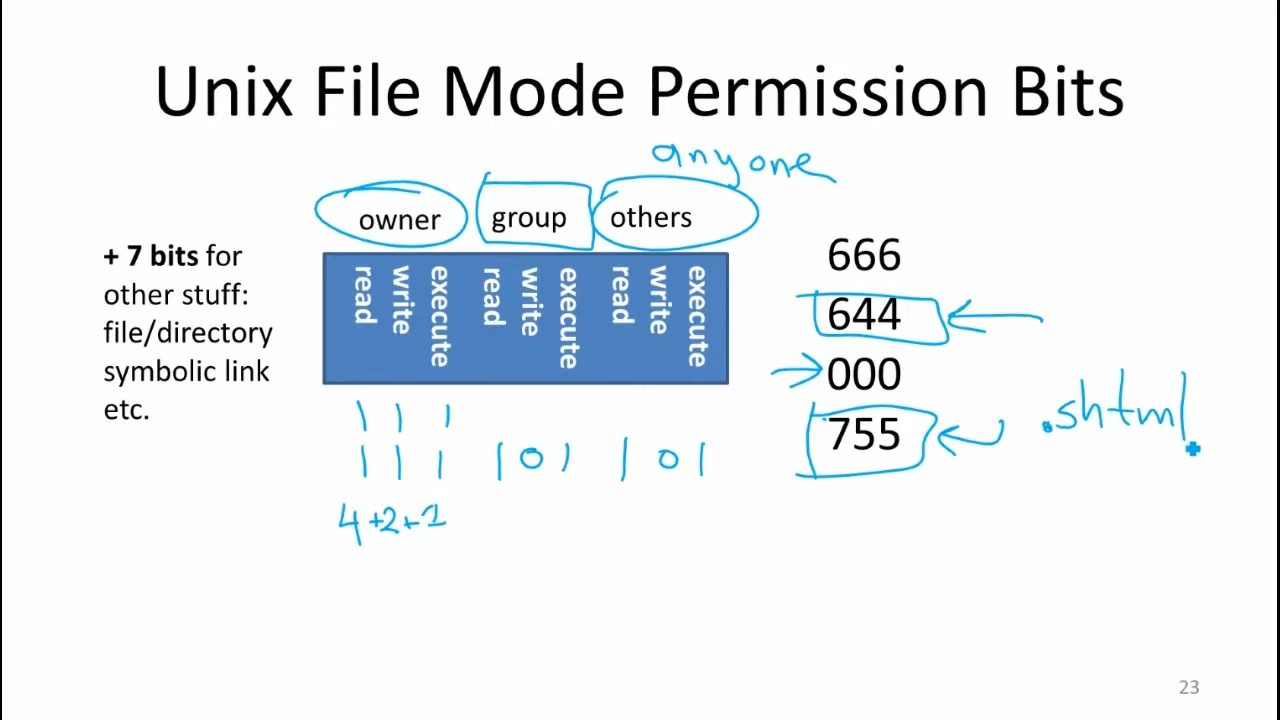 Unix File Mode Permission Bits
anyone
owner group others
+ 7 bits for
other stuff:
file/directory
symbolic link
etc.
read write execute read write execute read write execute
666
644
000
755
.shtml
1 1 1
1 1 1 1 0 1 1 0 1
4+2+1
23